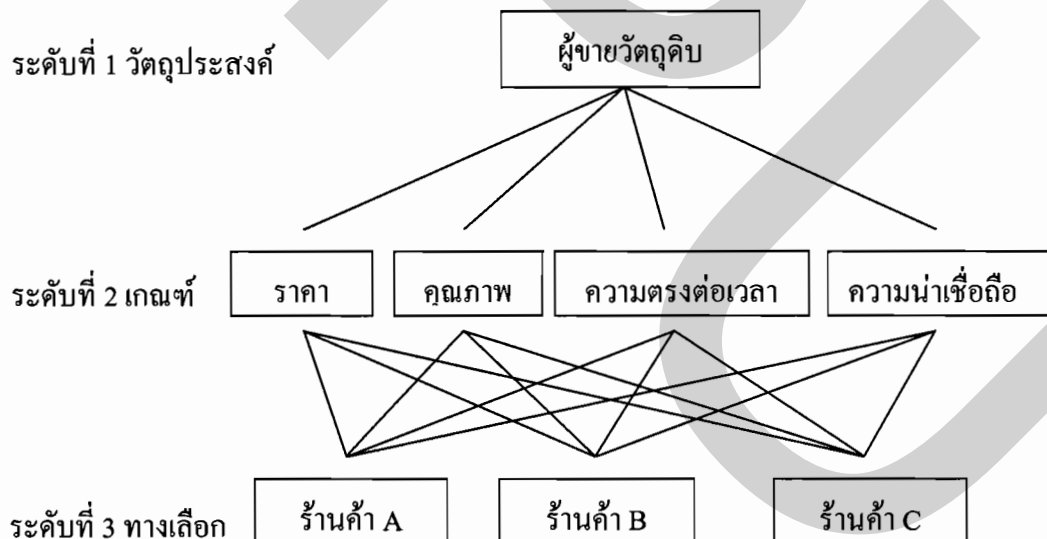 ระดับที่ 1 วัตถุประสงค์
ผู้ขายวัตถุดิบ
ระดับที่ 2 เกณฑ์
ราคา
คุณภาพ
ความตรงต่อเวลา
ความน่าเชื่อถือ
ระดับที่ 3 ทางเลือก
ร้านค้า A
ร้านค้า B
ร้านค้า C